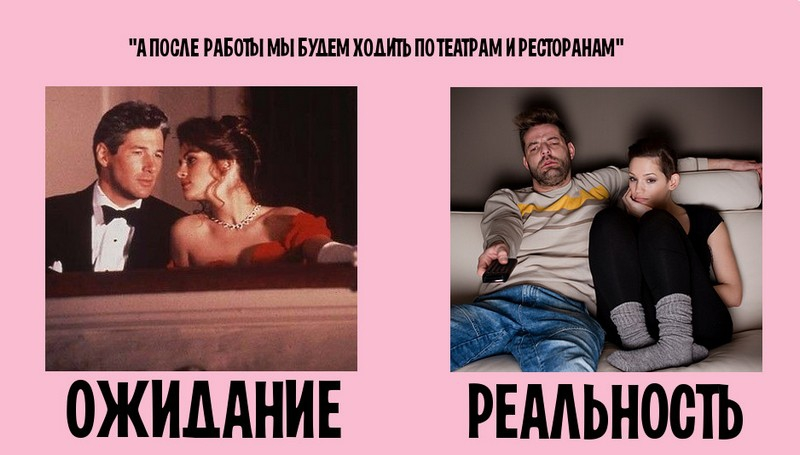 "А ПОСЛЕ РАБОТЫ МЫ БУДЕМ ХОДИТЬ ПО ТЕАТРАМ И РЕСТОРАНАМ"
ОЖИДАНИЕ
РЕАЛЬНОСТЬ